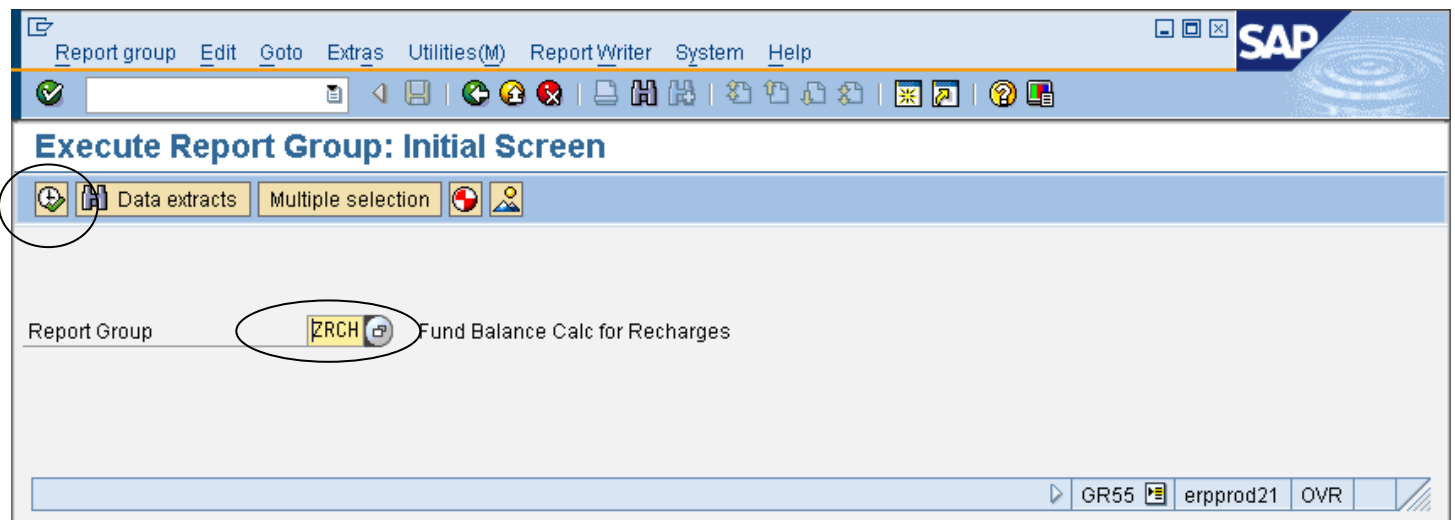 Report group Edit Goto Extras Utilities(M) Report Writer System Help
SAP
Execute Report Group: Initial Screen
Data extracts Multiple selection
Report Group ZRCH Fund Balance Calc for Recharges
GR55 erpprod21 OVR